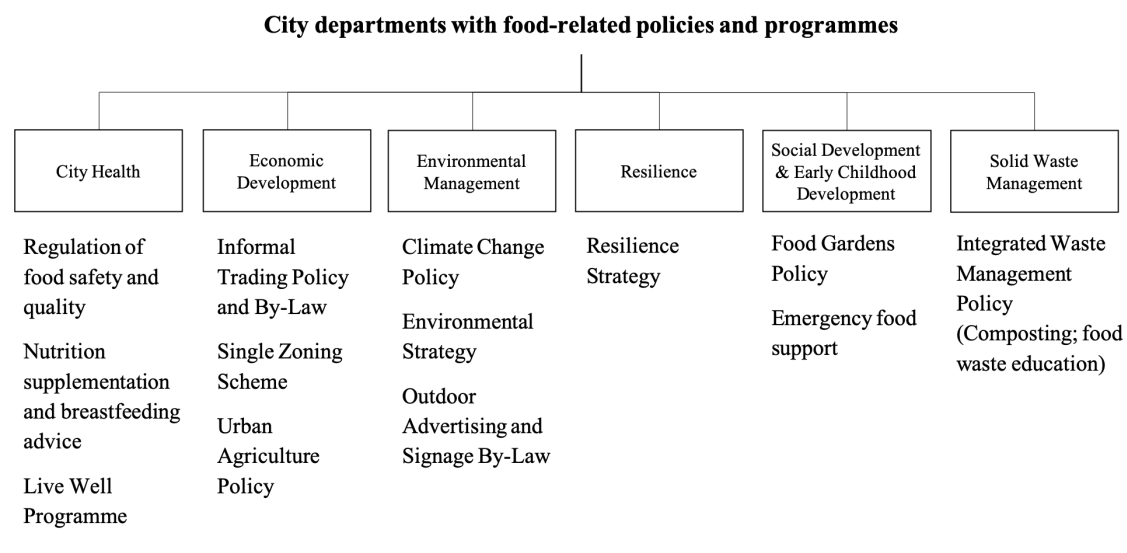 City departments with food-related policies and programmes
City Health
Economic
Development
Environmental
Management
Resilience
Social Development
& Early Childhood
Development
Solid Waste
Management
Regulation of
food safety and
quality
Nutrition
supplementation
and breastfeeding
advice
Live Well
Programme
Informal
Trading Policy
and By-Law
Single Zoning
Scheme
Urban
Agriculture
Policy
Climate Change
Policy
Environmental
Strategy
Outdoor
Advertising and
Signage By-Law
Resilience
Strategy
Food Gardens
Policy
Emergency food
support
Integrated Waste
Management
Policy
(Composting; food
waste education)